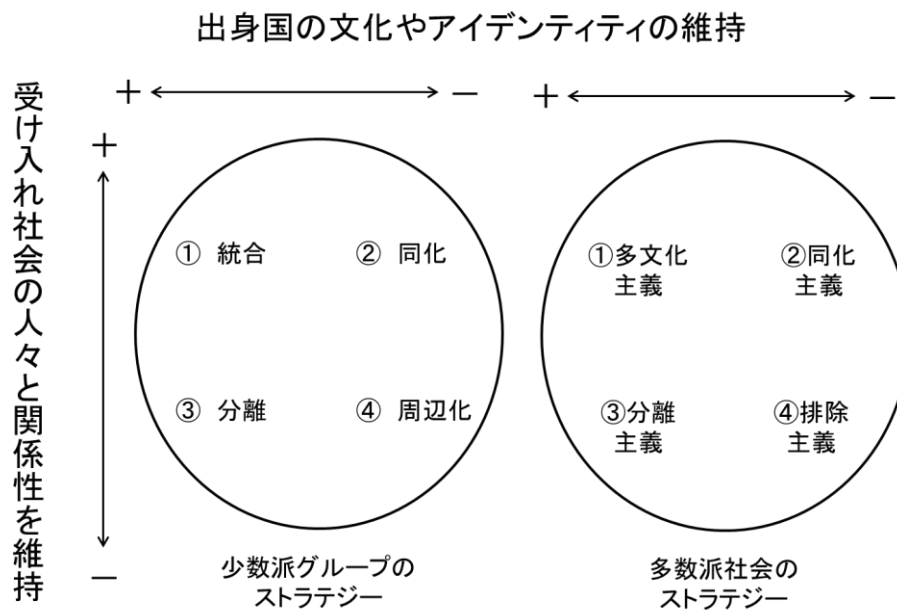 出身国の文化やアイデンティティの維持
＋ −
＋ −
受け入れ社会の人々と関係性を維持
＋
−
① 統合
② 同化
③ 分離
④ 周辺化
少数派グループの
ストラテジー
①多文化
主義
②同化
主義
③分離
主義
④排除
主義
多数派社会の
ストラテジー